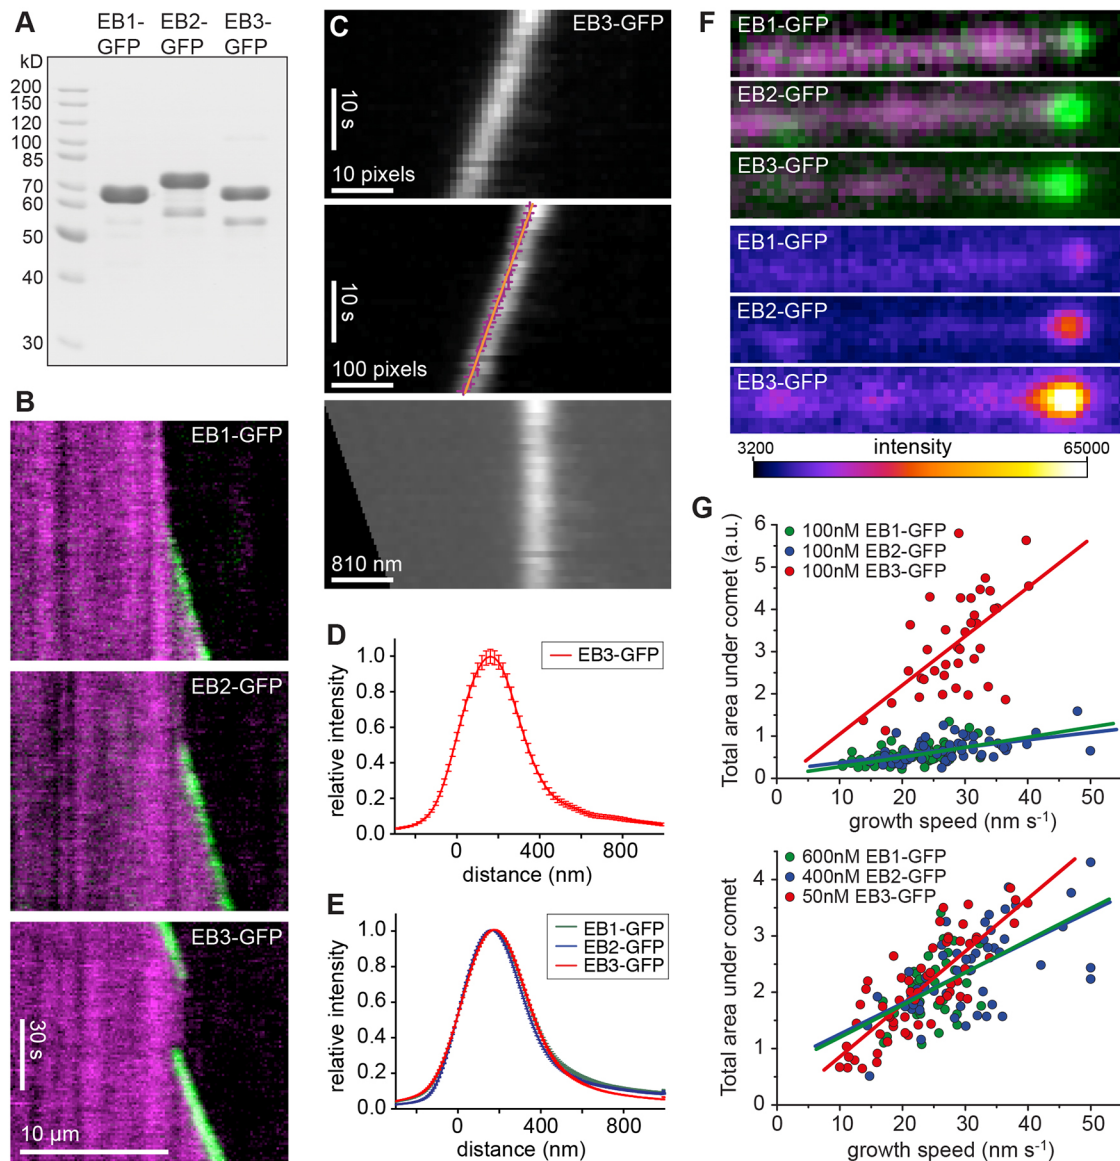 A
EB1-GFP EB2-GFP EB3-GFP
kD
200
150
120
100
85
70
60
50
40
30
B
EB1-GFP
EB2-GFP
EB3-GFP
30 s
10 µm
C
EB3-GFP
10 s
10 pixels
10 s
100 pixels
810 nm
D
EB3-GFP
relative intensity
1.0
0.8
0.6
0.4
0.2
0.0
0 400 800
distance (nm)
E
EB1-GFP
EB2-GFP
EB3-GFP
relative intensity
1.0
0.8
0.6
0.4
0.2
0.0
0 400 800
distance (nm)
F
EB1-GFP
EB2-GFP
EB3-GFP
EB1-GFP
EB2-GFP
EB3-GFP
3200 intensity 65000
G
100nM EB1-GFP
100nM EB2-GFP
100nM EB3-GFP
Total area under comet (a.u.)
6
5
4
3
2
1
0
0 10 20 30 40 50
growth speed (nm s-1)
600nM EB1-GFP
400nM EB2-GFP
50nM EB3-GFP
Total area under comet
4
3
2
1
0
0 10 20 30 40 50
growth speed (nm s-1)